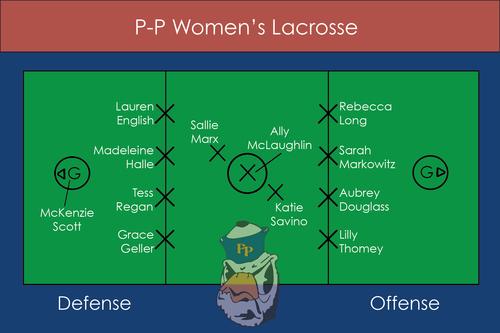 P-P Women's Lacrosse
Lauren
English
Rebecca
Long
Sallie
Marx
Ally
McLaughlin
Madeleine
Halle
Sarah
Markowitz
G
G
Tess
Regan
Aubrey
Douglass
McKenzie
Scott
Katie
Savino
Grace
Geller
Lilly
Thomey
PP
Defense
Offense